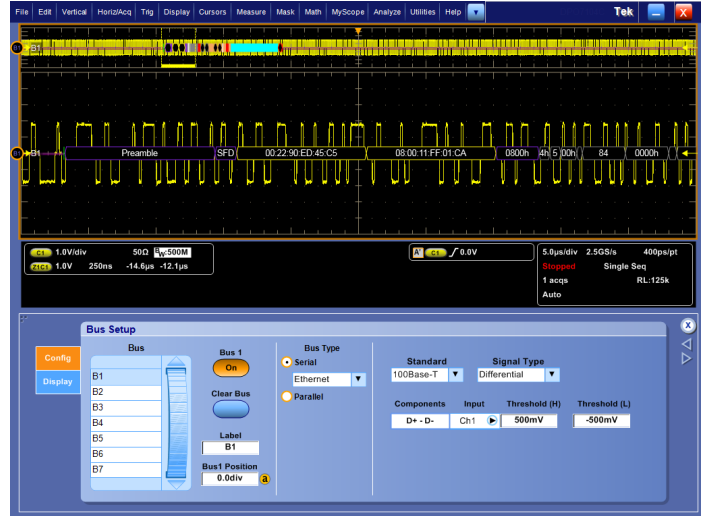 File Edit Vertical Horiz/Acq Trig Display Cursors Measure Mask Math MyScope Analyze Utilities Help Tek X
B1 B1
B1 B1 Preamble SFD 00:22:90:ED:45:C5 08:00:11:FF:01:CA 0800h 4h 5 00h 84 0000h
C1 1.0V/div 50Ω BW:500M A' C1 0.0V 5.0µs/div 2.5GS/s 400ps/pt
Z1C1 1.0V 250ns -14.6µs -12.1µs Stopped Single Seq
1 acqs RL:125k
Auto
Bus Setup X
Config Bus Bus 1 Bus Type
On Serial Standard Signal Type
Display B1 Ethernet 100Base-T Differential
B2 Clear Bus Parallel
B3 Components Input Threshold (H) Threshold (L)
B4 D+ - D- Ch1 500mV -500mV
B5 Label
B6 B1
B7 Bus1 Position
0.0div a